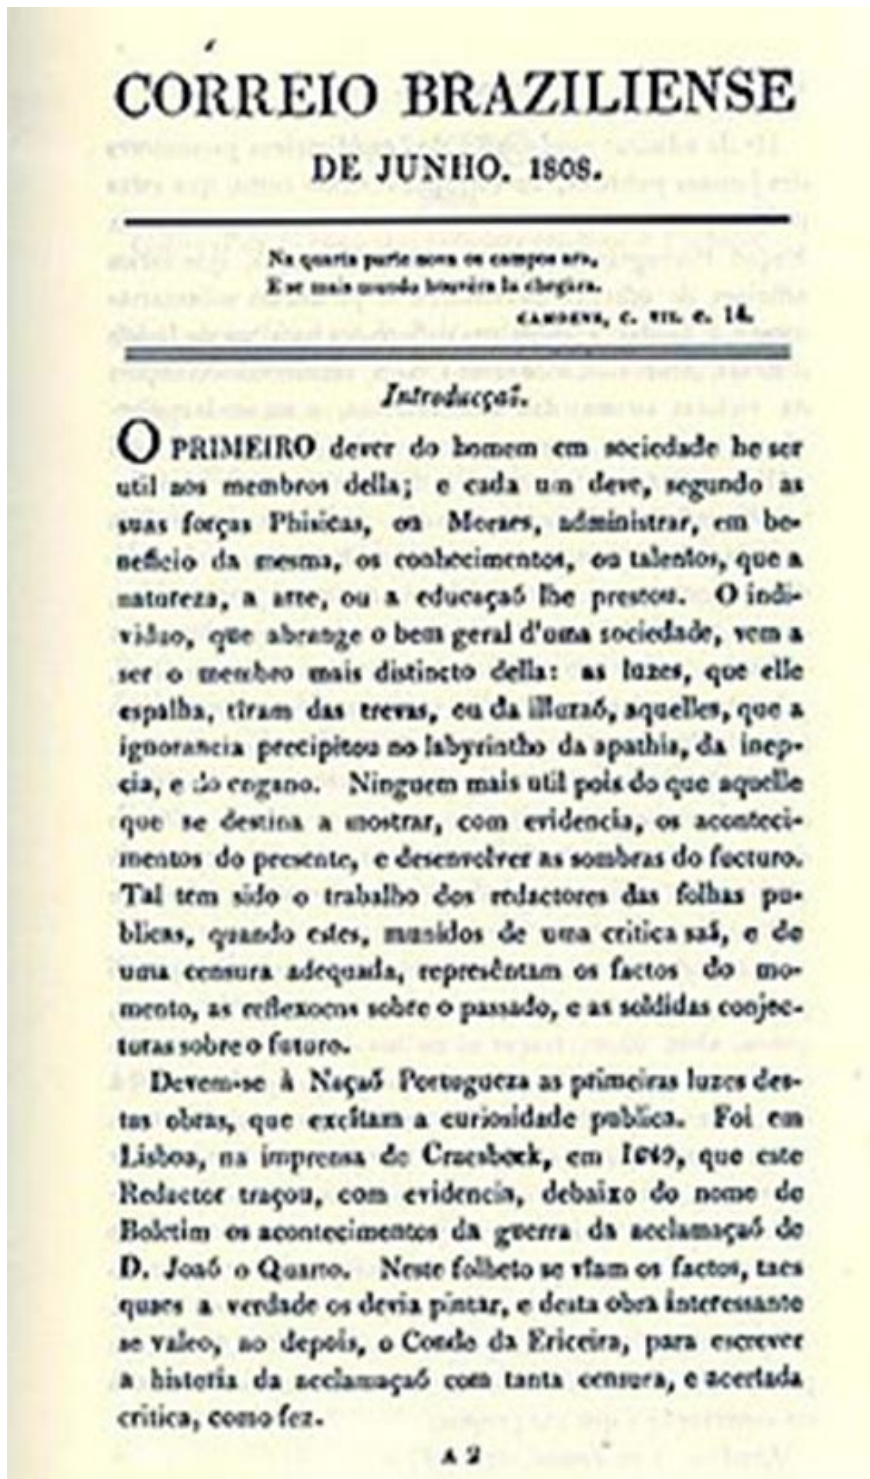 CORREIO BRAZILIENSE
DE JUNHO. 1808.
Na quarta parte nova os campos ara,
E se mais mundo houvéra la chegára.
CAMOENS, C. VII. E. 14.
Introducçaõ.
O PRIMEIRO dever do homem em sociedade he ser
util aos membros della; e cada um deve, segundo as
suas forças Phisicas, ou Moraes, administrar, em be-
neficio da mesma, os conhecimentos, ou talentos, que a
natureza, a arte, ou a educaçaõ lhe prestou. O indi-
viduo, que abrange o bem geral d'uma sociedade, vem a
ser o membro mais distincto della: as luzes, que elle
espalha, tiram das trevas, ou da illuzaõ, aquelles, que a
ignorancia precipitou no labyrintho da apathia, da inep-
cia, e do engano. Ninguem mais util pois do que aquelle
que se destina a mostrar, com evidencia, os aconteci-
mentos do presente, e desenvolver as sombras do fucturo.
Tal tem sido o trabalho dos redactores das folhas pu-
blicas, quando estes, munidos de uma critica saã, e de
uma censura adequada, represêntam os factos do mo-
mento, as reflexoens sobre o passado, e as soldidas conjec-
turas sobre o futuro.
Devem-se à Naçaõ Portugueza as primeiras luzes des-
tas obras, que excitam a curiosidade publica. Foi em
Lisboa, na imprensa de Craesbeck, em 1649, que este
Redactor traçou, com evidencia, debaixo do nome de
Boletim os acontecimentos da guerra da acclamaçaõ de
D. Joaõ o Quarto. Neste folheto se viam os factos, taes
quaes a verdade os devia pintar, e desta obra interessante
se valeo, ao depois, o Conde da Ericeira, para escrever
a historia da acclamaçaõ com tanta censura, e acertada
critica, como fez.
A 2